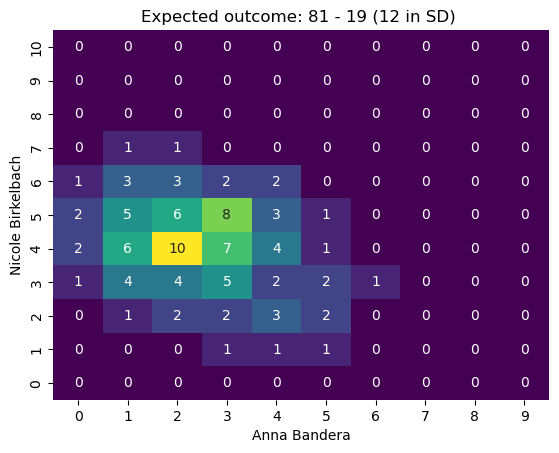 Expected outcome: 81 - 19 (12 in SD)
10 0 0 0 0 0 0 0 0 0 0
9 0 0 0 0 0 0 0 0 0 0
8 0 0 0 0 0 0 0 0 0 0
7 0 1 1 0 0 0 0 0 0 0
6 1 3 3 2 2 0 0 0 0 0
5 2 5 6 8 3 1 0 0 0 0
4 2 6 10 7 4 1 0 0 0 0
3 1 4 4 5 2 2 1 0 0 0
2 0 1 2 2 3 2 0 0 0 0
1 0 0 0 1 1 1 0 0 0 0
0 0 0 0 0 0 0 0 0 0 0
0 1 2 3 4 5 6 7 8 9
Nicole Birkelbach
Anna Bandera